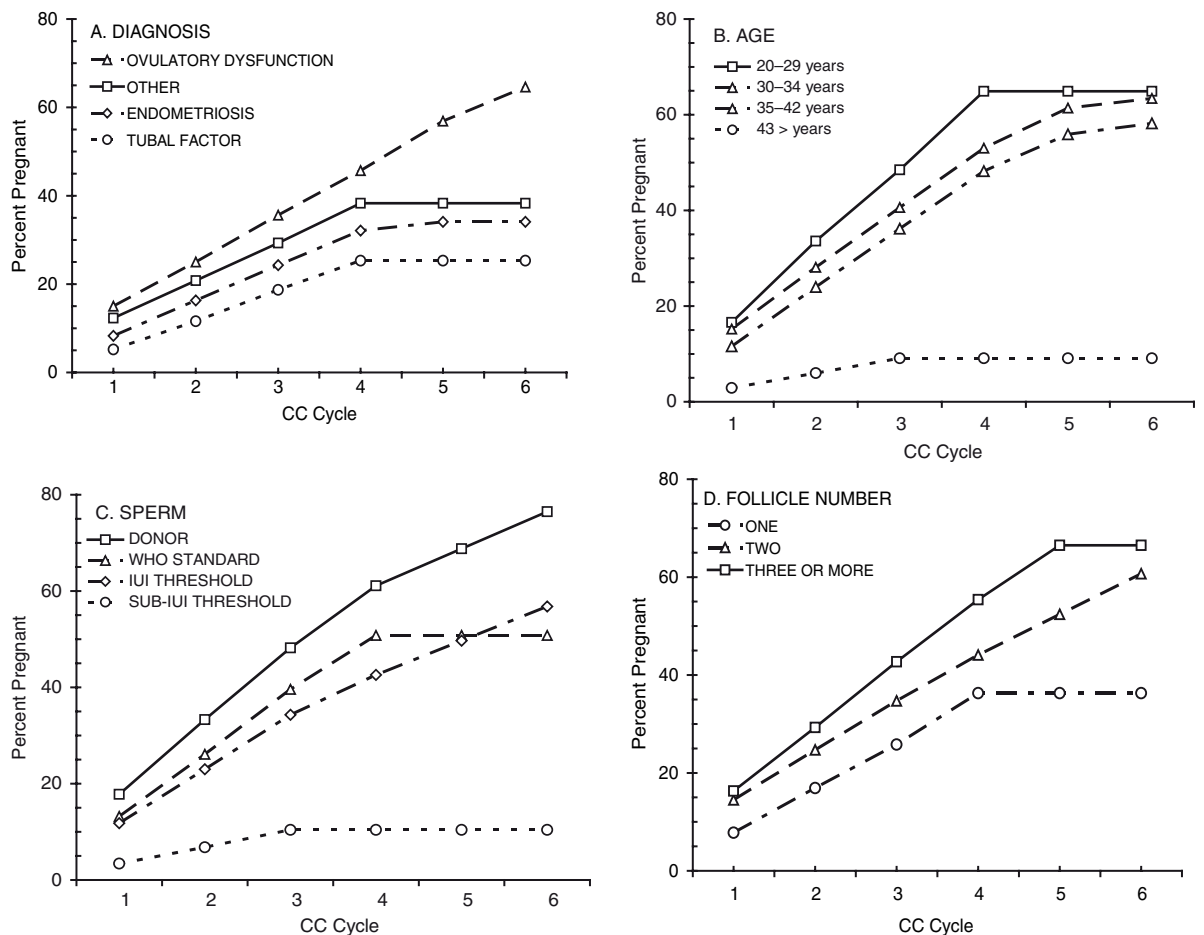 A. DIAGNOSIS
OVULATORY DYSFUNCTION
OTHER
ENDOMETRIOSIS
TUBAL FACTOR
Percent Pregnant
80
60
40
20
0
1 2 3 4 5 6
CC Cycle
B. AGE
20–29 years
30–34 years
35–42 years
43 > years
Percent Pregnant
80
60
40
20
0
1 2 3 4 5 6
CC Cycle
C. SPERM
DONOR
WHO STANDARD
IUI THRESHOLD
SUB-IUI THRESHOLD
Percent Pregnant
80
60
40
20
0
1 2 3 4 5 6
CC Cycle
D. FOLLICLE NUMBER
ONE
TWO
THREE OR MORE
Percent Pregnant
80
60
40
20
0
1 2 3 4 5 6
CC Cycle